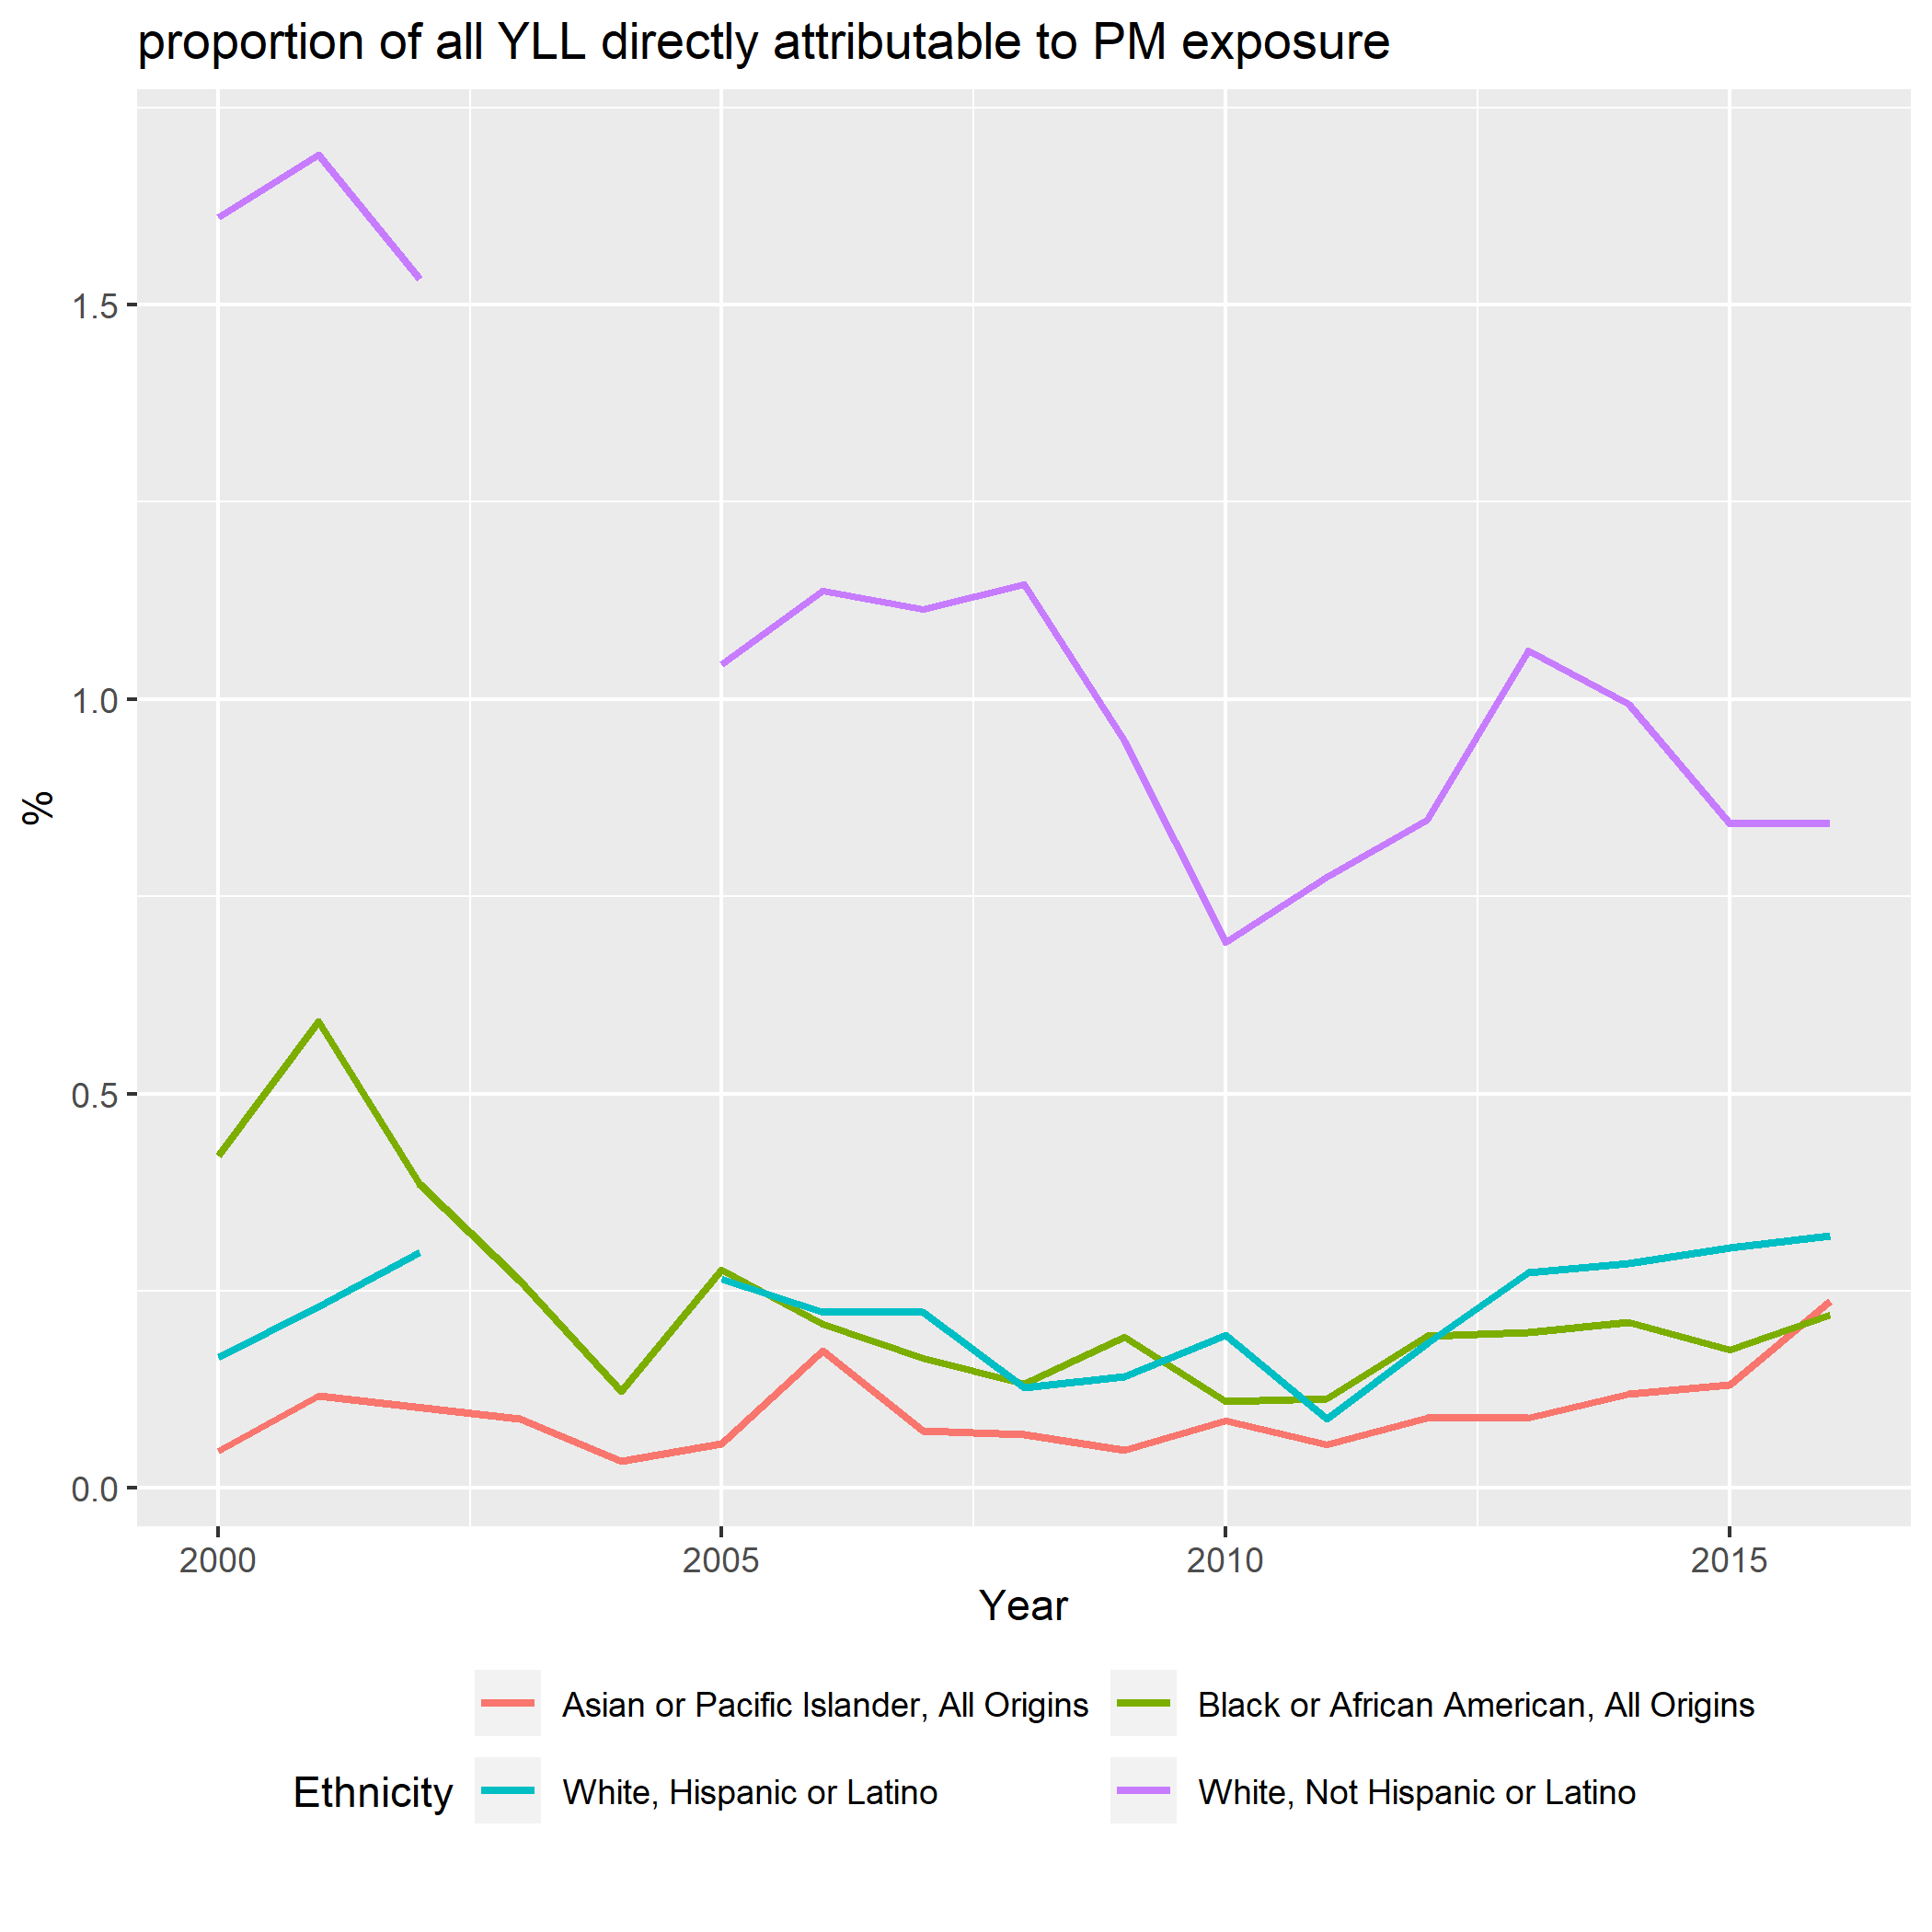 proportion of all YLL directly attributable to PM exposure
1.5
1.0
0.5
0.0
%
2000 2005 2010 2015
Year
Ethnicity
Asian or Pacific Islander, All Origins
Black or African American, All Origins
White, Hispanic or Latino
White, Not Hispanic or Latino